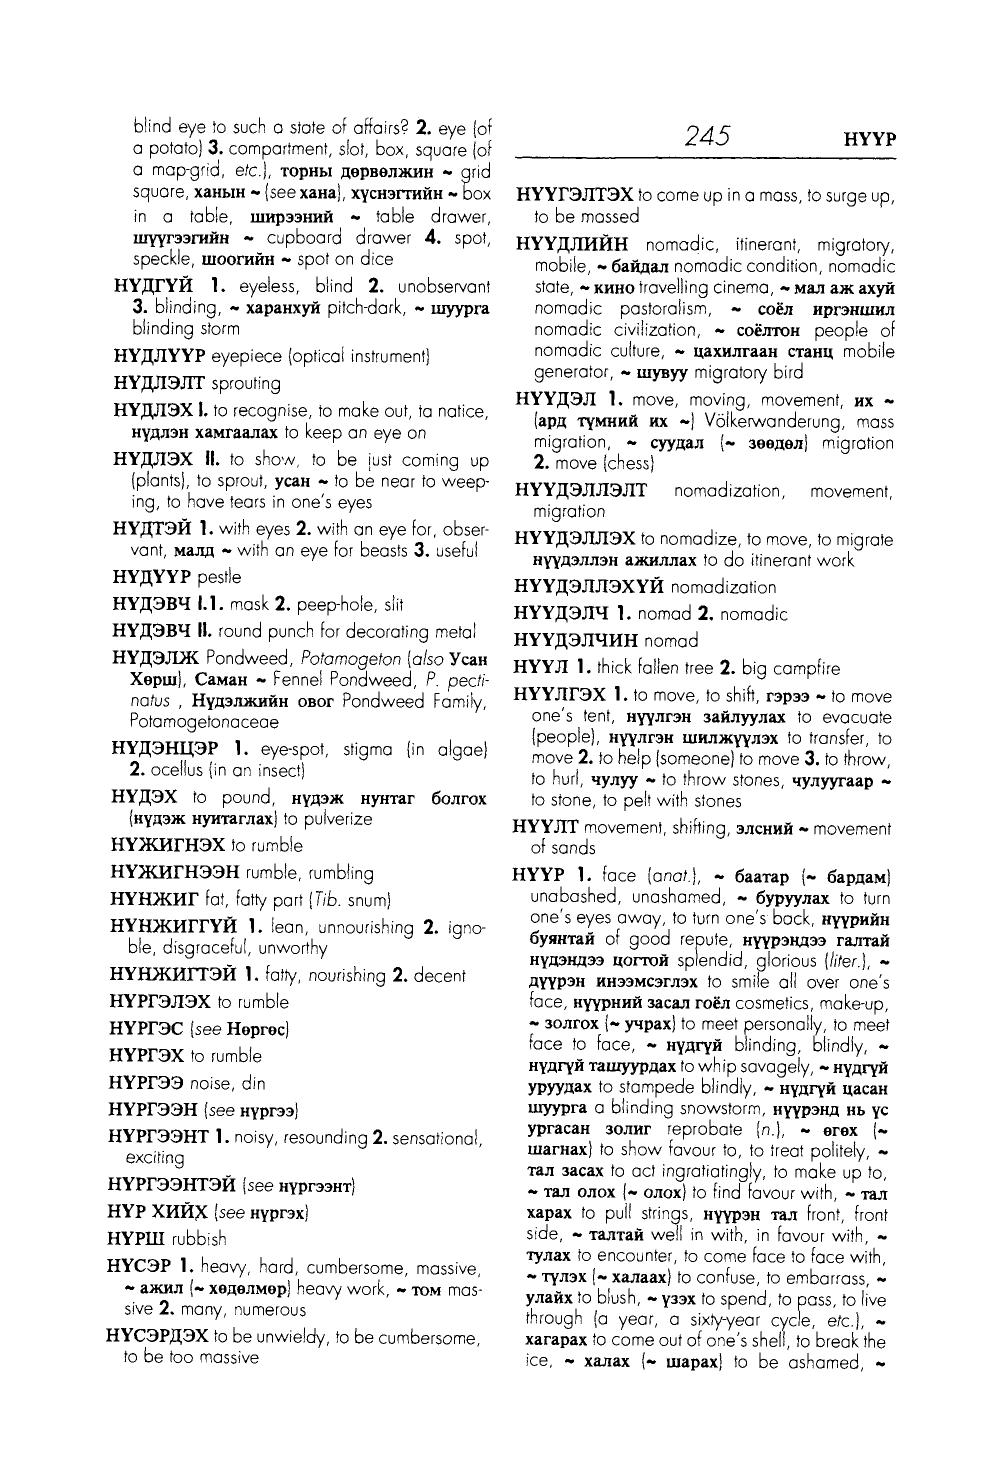 blind eye to such a state of affairs? 2. eye (of
a potato) 3. compartment, slot, box, square (of
a map-grid, etc.), торны дөрвөлжин ~ grid
square, ханын ~ (see хана), хүснэгтийн ~ box
in a table, ширээний ~ table drawer,
шүүгээгийн ~ cupboard drawer 4. spot,
speckle, шоогийн ~ spot on dice
НҮДГҮЙ 1. eyeless, blind 2. unobservant
3. blinding, ~ харанхуй pitch-dark, ~ шуурга
blinding storm
НҮДЛҮҮР eyepiece (optical instrument)
НҮДЛЭЛТ sprouting
НҮДЛЭХ I. to recognise, to make out, ta natice,
нүдлэн хамгаалах to keep an eye on
НҮДЛЭХ II. to show, to be just coming up
(plants), to sprout, усан ~ to be near to weep-
ing, to have tears in one's eyes
НҮДТЭЙ 1. with eyes 2. with an eye for, obser-
vant, малд ~ with an eye for beasts 3. useful
НҮДҮҮР pestle
НҮДЭВЧ I.1. mask 2. peep-hole, slit
НҮДЭВЧ II. round punch for decorating metal
НҮДЭЛЖ Pondweed, Potamogeton (also Усан
Хөрш), Саман ~ Fennel Pondweed, P. pecti-
natus , Нүдэлжийн овог Pondweed Family,
Potamogetonaceae
НҮДЭНЦЭР 1. eye-spot, stigma (in algae)
2. ocellus (in an insect)
НҮДЭХ to pound, нүдэж нунтаг болгох
(нүдэж нуитаглах) to pulverize
НҮЖИГНЭХ to rumble
НҮЖИГНЭЭН rumble, rumbling
НҮНЖИГ fat, fatty part (Tib. snum)
НҮНЖИГГҮЙ 1. lean, unnourishing 2. igno-
ble, disgraceful, unworthy
НҮНЖИГТЭЙ 1. fatty, nourishing 2. decent
НҮРГЭЛЭХ to rumble
НҮРГЭС (see Нөргөс)
НҮРГЭХ to rumble
НҮРГЭЭ noise, din
НҮРГЭЭН (see нүргээ)
НҮРГЭЭНТ 1. noisy, resounding 2. sensational,
exciting
НҮРГЭЭНТЭЙ (see нүргээнт)
НҮР ХИЙХ (see нүргэх)
НҮРШ rubbish
НҮСЭР 1. heavy, hard, cumbersome, massive,
~ ажил (~ хөдөлмөр) heavy work, ~ том mas-
sive 2. many, numerous
НҮСЭРДЭХ to be unwieldy, to be cumbersome,
to be too massive
245 НҮҮР
НҮҮГЭЛТЭХ to come up in a mass, to surge up,
to be massed
НҮҮДЛИЙН nomadic, itinerant, migratory,
mobile, ~ байдал nomadic condition, nomadic
state, ~ кино travelling cinema, ~ мал аж ахуй
nomadic pastoralism, ~ соёл иргэншил
nomadic civilization, ~ соёлтон people of
nomadic culture, ~ цахилгаан станц mobile
generator, ~ шувуу migratory bird
НҮҮДЭЛ 1. move, moving, movement, их ~
(ард түмний их ~) Völkerwanderung, mass
migration, ~ суудал (~ зөөдөл) migration
2. move (chess)
НҮҮДЭЛЛЭЛТ nomadization, movement,
migration
НҮҮДЭЛЛЭХ to nomadize, to move, to migrate
нүүдэллэн ажиллах to do itinerant work
НҮҮДЭЛЛЭХҮЙ nomadization
НҮҮДЭЛЧ 1. nomad 2. nomadic
НҮҮДЭЛЧИН nomad
НҮҮЛ 1. thick fallen tree 2. big campfire
НҮҮЛГЭХ 1. to move, to shift, гэрээ ~ to move
one's tent, нүүлгэн зайлуулах to evacuate
(people), нүүлгэн шилжүүлэх to transfer, to
move 2. to help (someone) to move 3. to throw,
to hurl, чулуу ~ to throw stones, чулуугаар ~
to stone, to pelt with stones
НҮҮЛТ movement, shifting, элсний ~ movement
of sands
НҮҮР 1. face (anat.), ~ баатар (~ бардам)
unabashed, unashamed, ~ буруулах to turn
one's eyes away, to turn one's back, нүүрийн
буянтай of good repute, нүүрэндээ галтай
нүдэндээ цогтой splendid, glorious (liter.), ~
дүүрэн инээмсэглэх to smile all over one's
face, нүүрний засал гоёл cosmetics, make-up,
~ золгох (~ учрах) to meet personally, to meet
face to face, ~ нүдгүй blinding, blindly, ~
нүдгүй ташуурдах to whip savagely, ~ нүдгүй
уруудах to stampede blindly, ~ нүдгүй цасан
шуурга a blinding snowstorm, нүүрэнд нь үс
ургасан золиг reprobate (n.), ~ өгөх (~
шагнах) to show favour to, to treat politely, ~
тал засах to act ingratiatingly, to make up to,
~ тал олох (~ олох) to find favour with, ~ тал
харах to pull strings, нүүрэн тал front, front
side, ~ талтай well in with, in favour with, ~
тулах to encounter, to come face to face with,
~ түлэх (~ халаах) to confuse, to embarrass, ~
улайх to blush, ~ үзэх to spend, to pass, to live
through (a year, a sixty-year cycle, etc.), ~
хагарах to come out of one's shell, to break the
ice, ~ халах (~ шарах) to be ashamed, ~